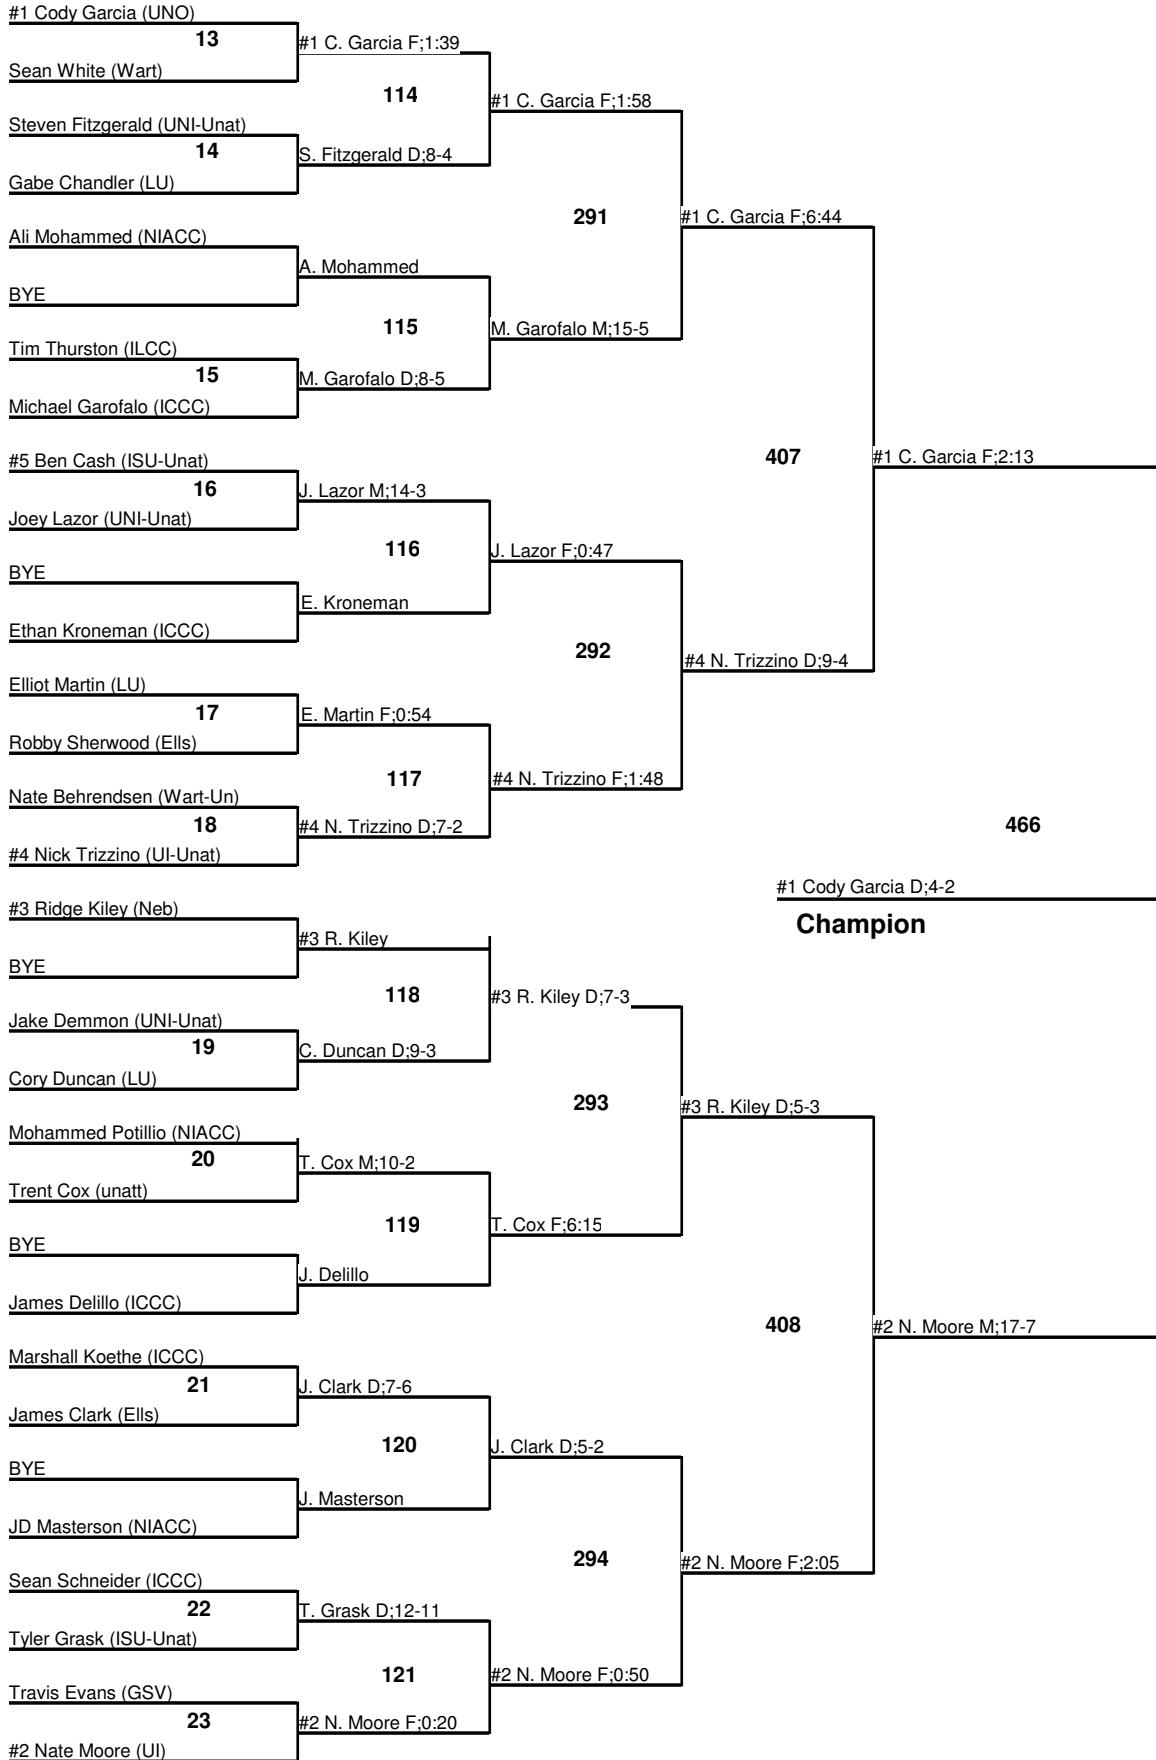 #1 Cody Garcia (UNO)
13
#1 C. Garcia F;1:39
Sean White (Wart)
114
#1 C. Garcia F;1:58
Steven Fitzgerald (UNI-Unat)
14
S. Fitzgerald D;8-4
Gabe Chandler (LU)
291
#1 C. Garcia F;6:44
Ali Mohammed (NIACC)
A. Mohammed
BYE
115
M. Garofalo M;15-5
Tim Thurston (ILCC)
15
M. Garofalo D;8-5
Michael Garofalo (ICCC)
407
#1 C. Garcia F;2:13
#5 Ben Cash (ISU-Unat)
16
J. Lazor M;14-3
Joey Lazor (UNI-Unat)
116
J. Lazor F;0:47
BYE
E. Kroneman
Ethan Kroneman (ICCC)
292
#4 N. Trizzino D;9-4
Elliot Martin (LU)
17
E. Martin F;0:54
Robby Sherwood (Ells)
117
#4 N. Trizzino F;1:48
Nate Behrendsen (Wart-Un)
18
#4 N. Trizzino D;7-2
466
#4 Nick Trizzino (UI-Unat)
#1 Cody Garcia D;4-2
Champion
#3 Ridge Kiley (Neb)
#3 R. Kiley
BYE
118
#3 R. Kiley D;7-3
Jake Demmon (UNI-Unat)
19
C. Duncan D;9-3
Cory Duncan (LU)
293
#3 R. Kiley D;5-3
Mohammed Potillio (NIACC)
20
T. Cox M;10-2
Trent Cox (unatt)
119
T. Cox F;6:15
BYE
J. Delillo
James Delillo (ICCC)
408
#2 N. Moore M;17-7
Marshall Koethe (ICCC)
21
J. Clark D;7-6
James Clark (Ells)
120
J. Clark D;5-2
BYE
J. Masterson
JD Masterson (NIACC)
294
#2 N. Moore F;2:05
Sean Schneider (ICCC)
22
T. Grask D;12-11
Tyler Grask (ISU-Unat)
121
#2 N. Moore F;0:50
Travis Evans (GSV)
23
#2 N. Moore F;0:20
#2 Nate Moore (UI)